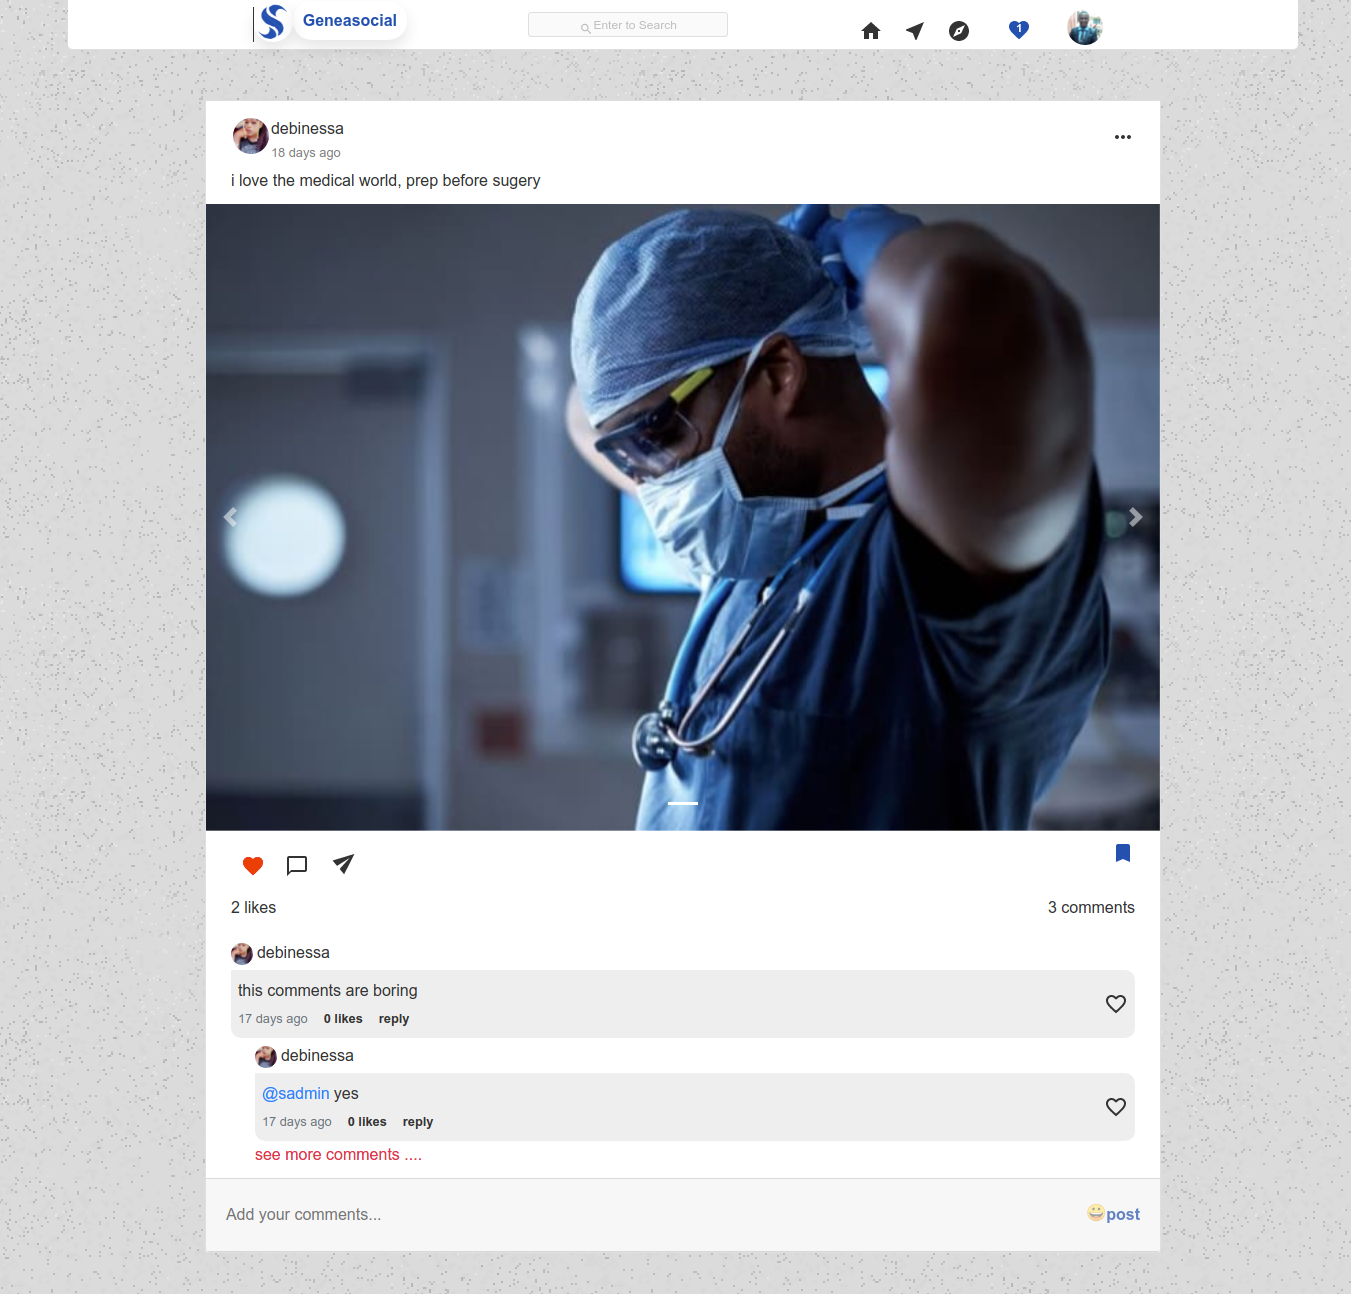 Geneasocial
Enter to Search
1
debinessa
18 days ago
i love the medical world, prep before sugery
2 likes
3 comments
debinessa
this comments are boring
17 days ago 0 likes reply
debinessa
@sadmin yes
17 days ago 0 likes reply
see more comments ....
Add your comments...
post